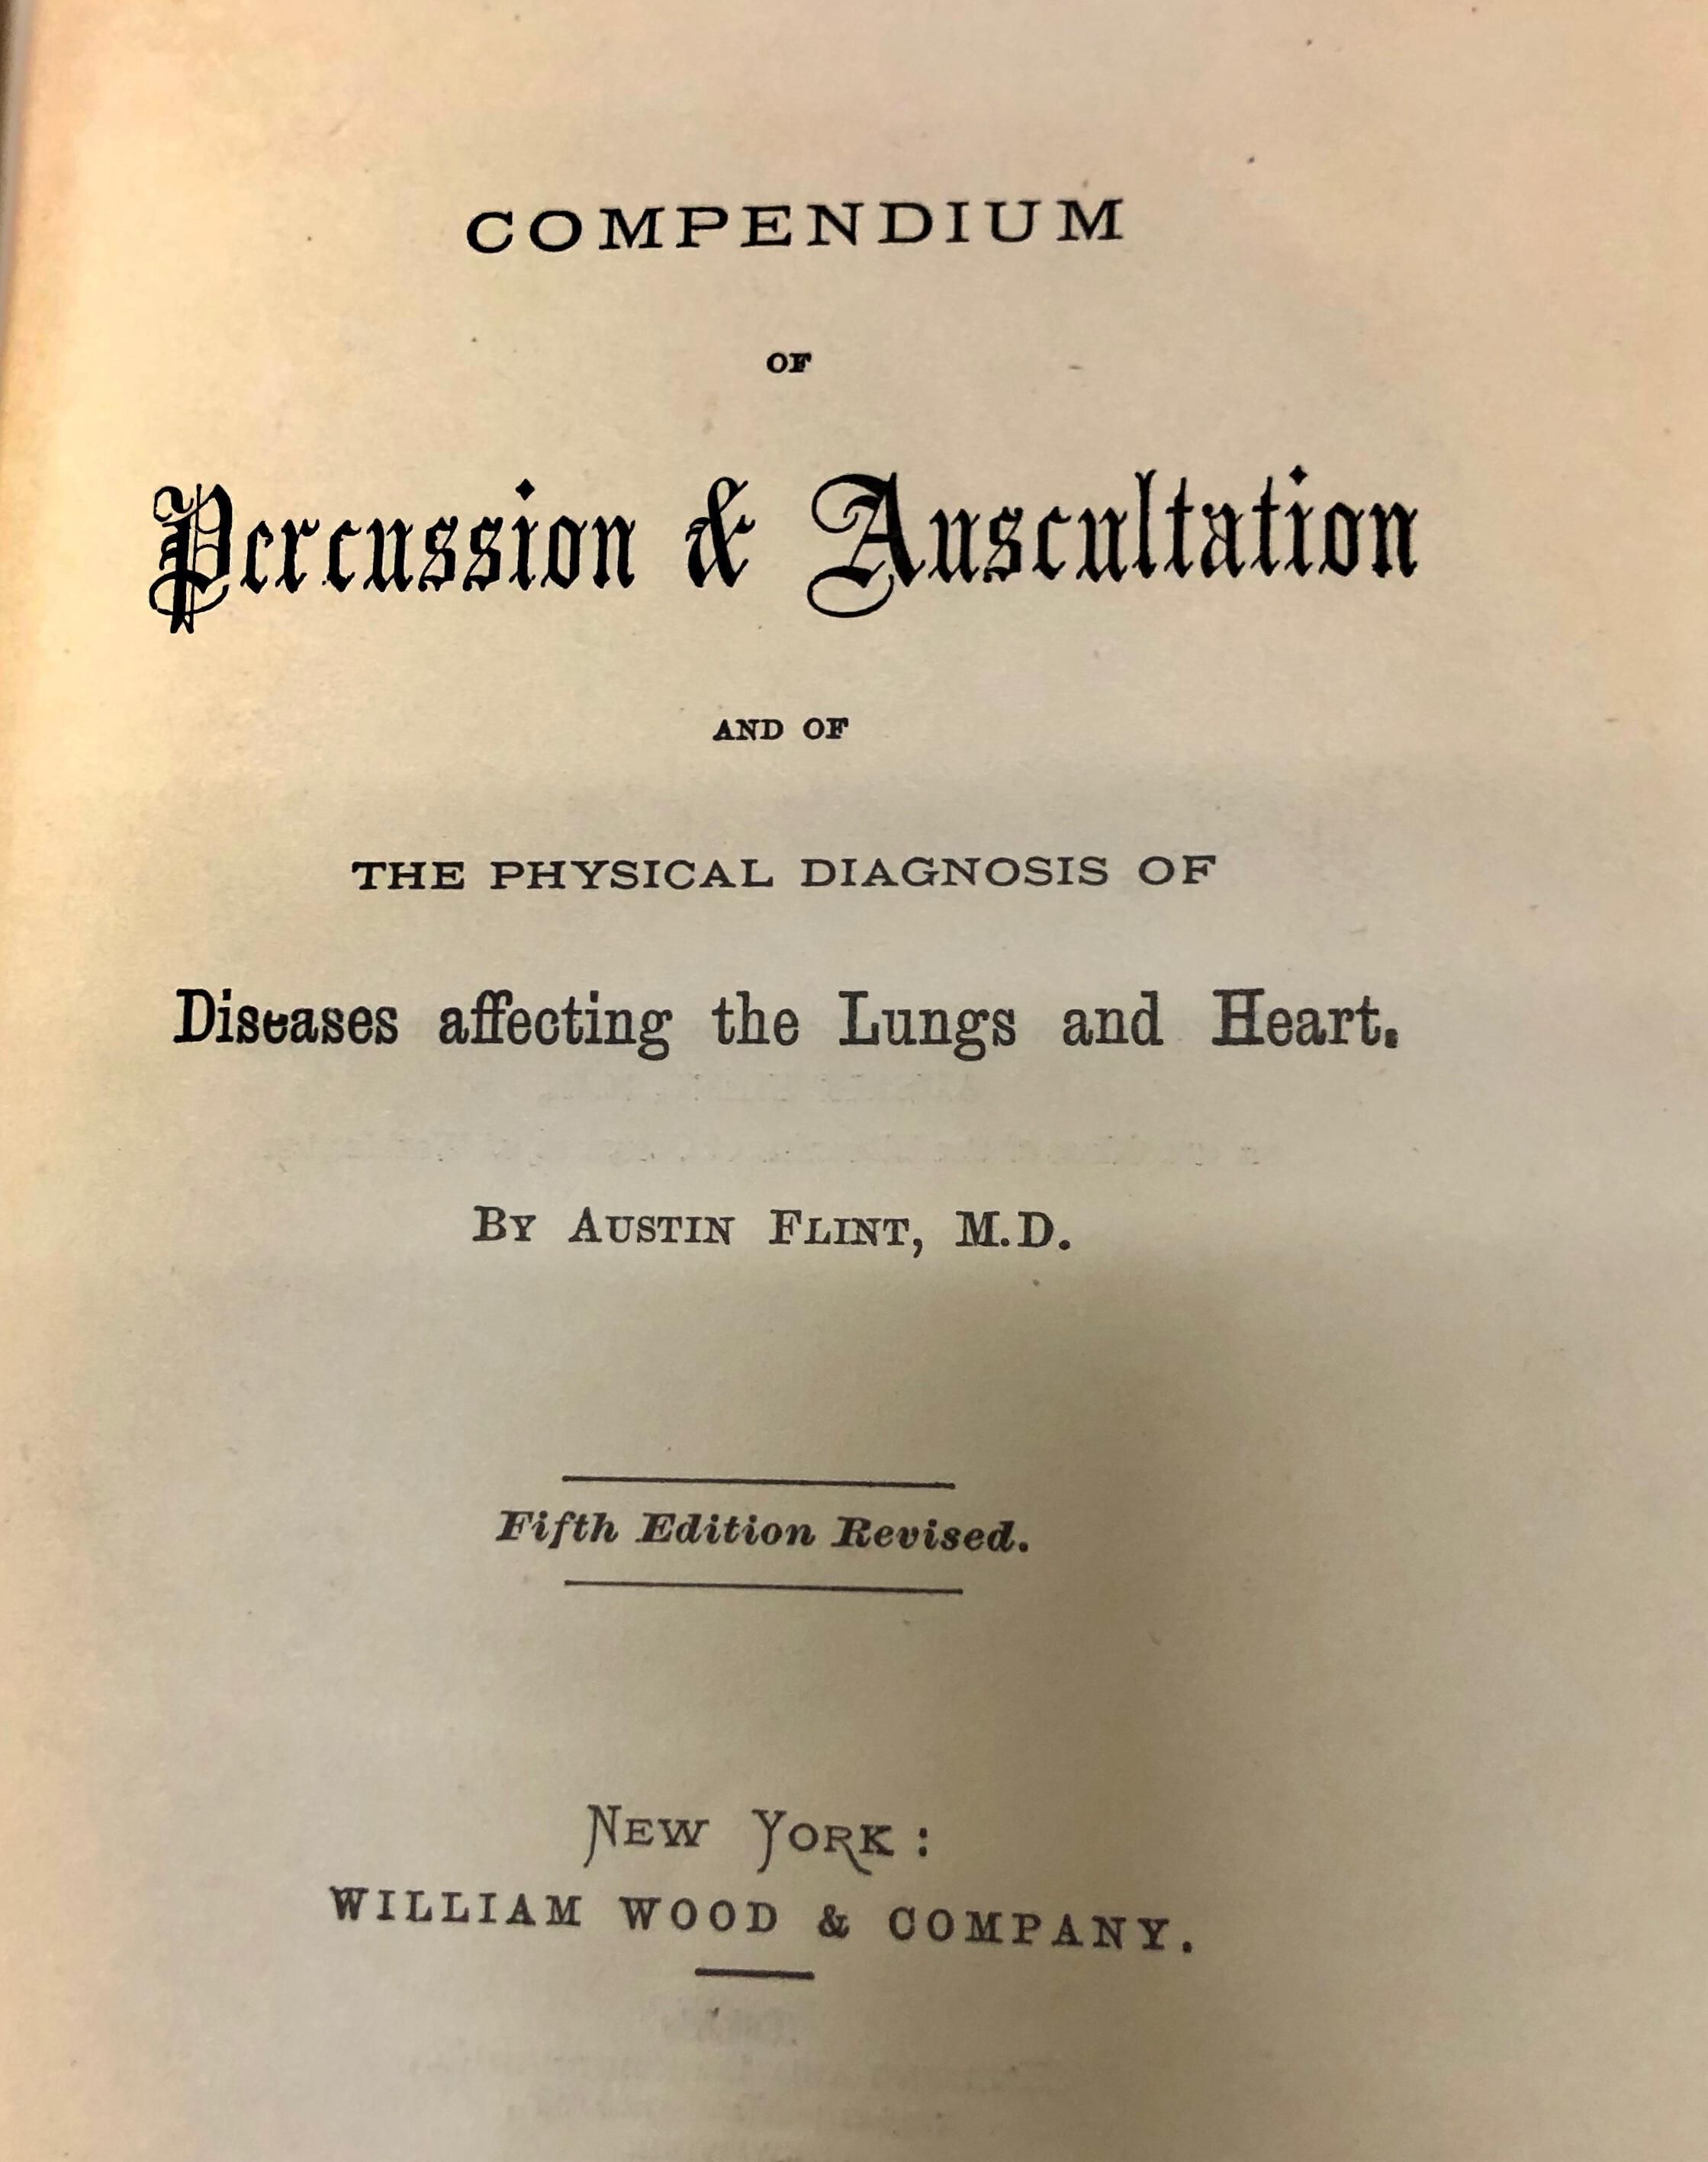 COMPENDIUM
OF
Percussion & Auscultation
AND OF
THE PHYSICAL DIAGNOSIS OF
Diseases affecting the Lungs and Heart.
BY AUSTIN FLINT, M.D.
Fifth Edition Revised.
NEW YORK:
WILLIAM WOOD & COMPANY.